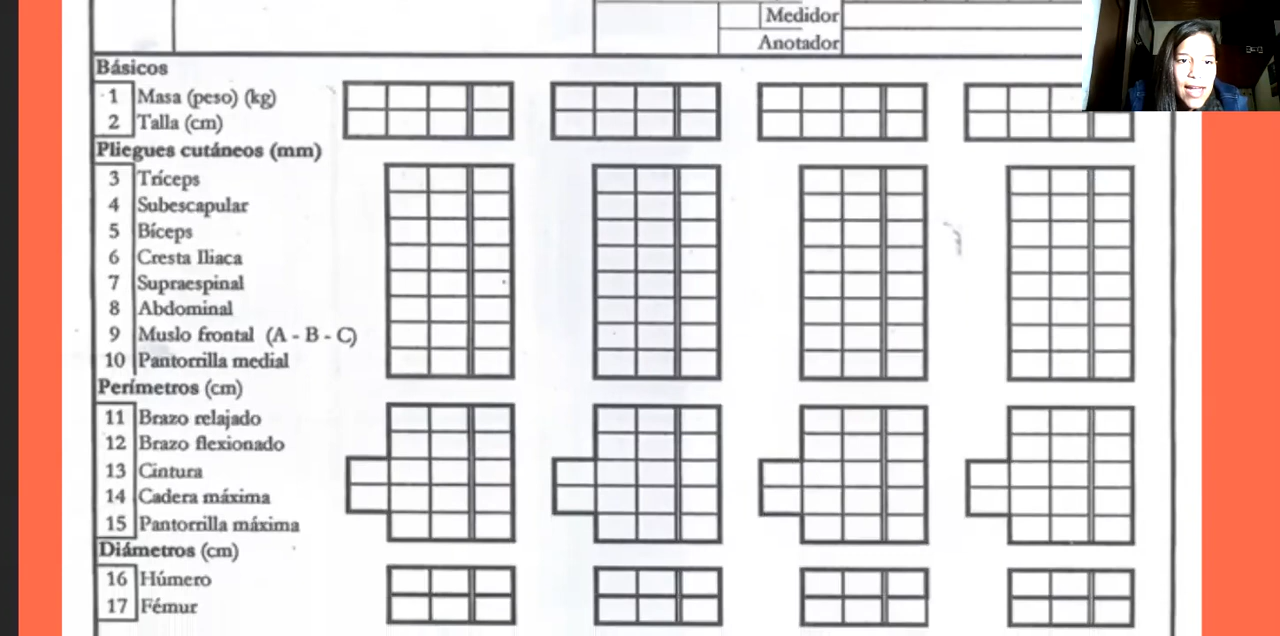 Medidor
Anotador
Básicos
1 Masa (peso) (kg)
2 Talla (cm)
Pliegues cutáneos (mm)
3 Tríceps
4 Subescapular
5 Bíceps
6 Cresta Iliaca
7 Supraespinal
8 Abdominal
9 Muslo frontal (A - B - C)
10 Pantorrilla medial
Perímetros (cm)
11 Brazo relajado
12 Brazo flexionado
13 Cintura
14 Cadera máxima
15 Pantorrilla máxima
Diámetros (cm)
16 Húmero
17 Fémur